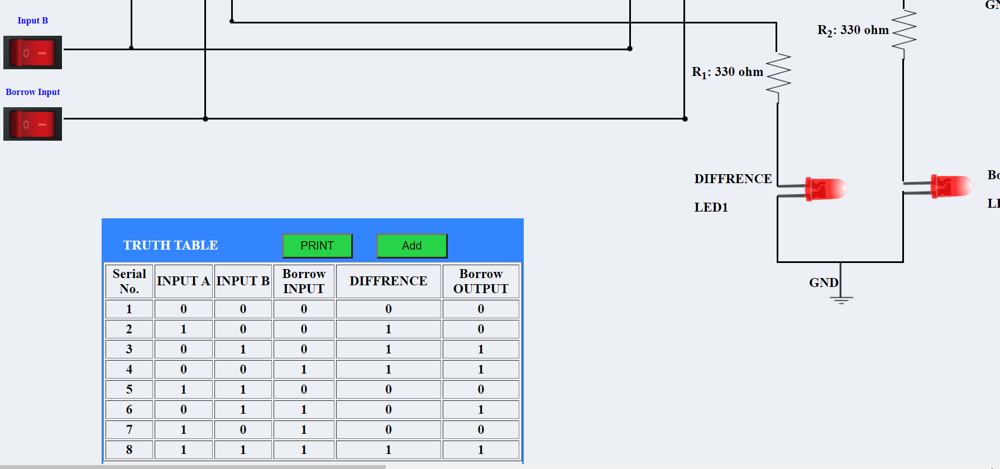 GN
Input B
R2: 330 ohm
R1: 330 ohm
Borrow Input
DIFFRENCE
LED1
Bo
LE
TRUTH TABLE PRINT Add
Serial No. INPUT A INPUT B Borrow INPUT DIFFRENCE Borrow OUTPUT
1 0 0 0 0 0
2 1 0 0 1 0
3 0 1 0 1 1
4 0 0 1 1 1
5 1 1 0 0 0
6 0 1 1 0 1
7 1 0 1 0 0
8 1 1 1 1 1
GND